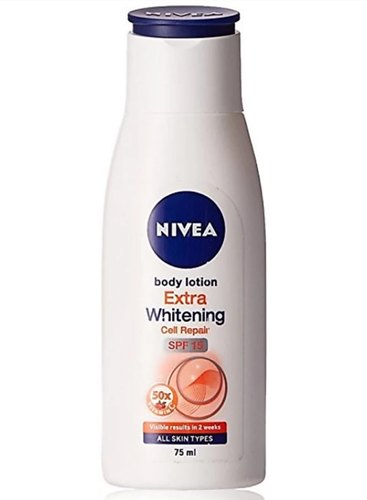 NIVEA
NIVEA
body lotion
Extra
Whitening
Cell Repair
SPF 15
50x
Visible results in 2 weeks
ALL SKIN TYPES
75 ml